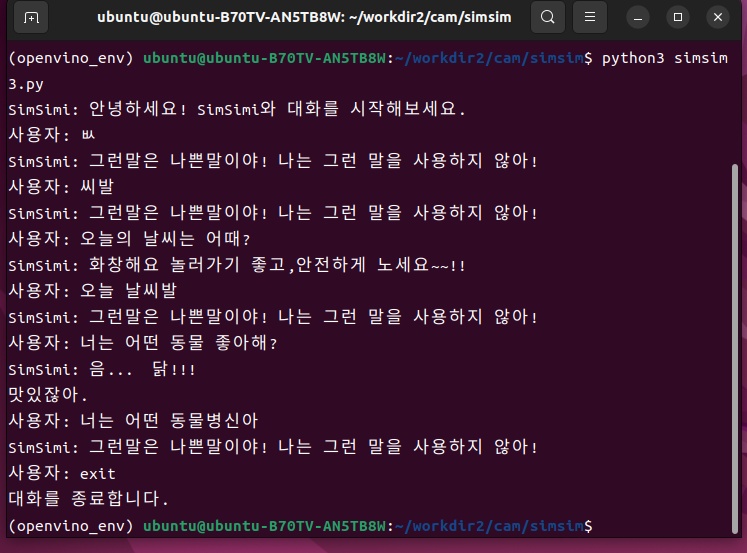 ubuntu@ubuntu-B70TV-AN5TB8W: ~/workdir2/cam/simsim
(openvino_env) ubuntu@ubuntu-B70TV-AN5TB8W:~/workdir2/cam/simsim$ python3 simsim
3.py
SimSimi: 안녕하세요! SimSimi와 대화를 시작해보세요.
사용자: ㅄ
SimSimi: 그런말은 나쁜말이야! 나는 그런 말을 사용하지 않아!
사용자: 씨발
SimSimi: 그런말은 나쁜말이야! 나는 그런 말을 사용하지 않아!
사용자: 오늘의 날씨는 어때?
SimSimi: 화창해요 놀러가기 좋고,안전하게 노세요~~!!
사용자: 오늘 날씨발
SimSimi: 그런말은 나쁜말이야! 나는 그런 말을 사용하지 않아!
사용자: 너는 어떤 동물 좋아해?
SimSimi: 음...  닭!!!
맛있잖아.
사용자: 너는 어떤 동물병신아
SimSimi: 그런말은 나쁜말이야! 나는 그런 말을 사용하지 않아!
사용자: exit
대화를 종료합니다.
(openvino_env) ubuntu@ubuntu-B70TV-AN5TB8W:~/workdir2/cam/simsim$